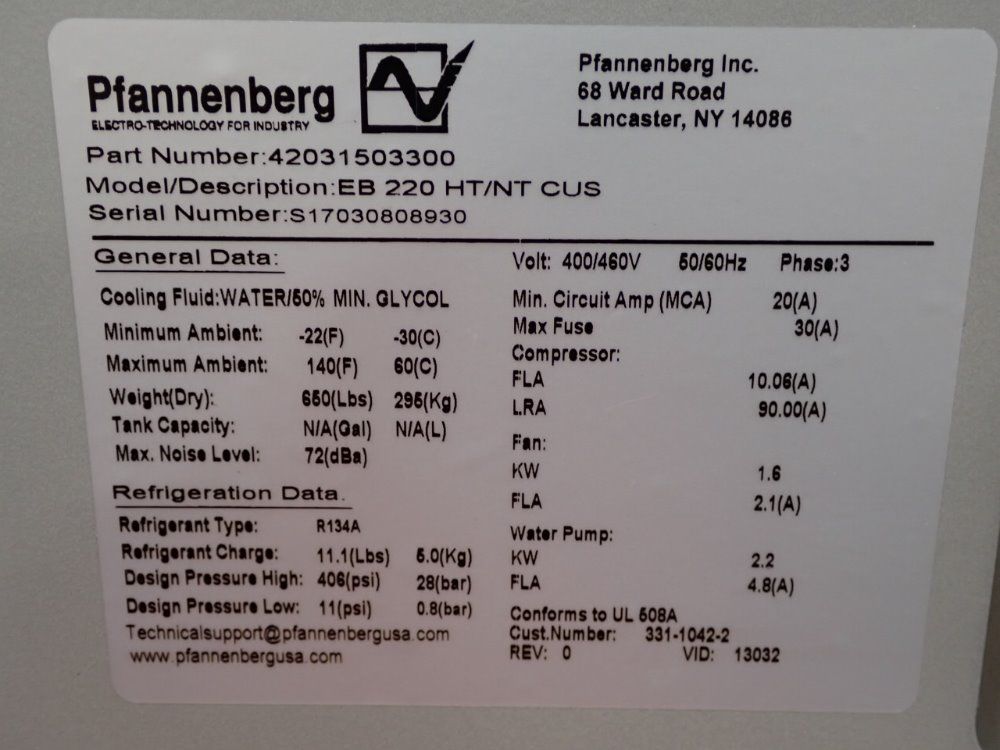 Pfannenberg
ELECTRO-TECHNOLOGY FOR INDUSTRY
Pfannenberg Inc.
68 Ward Road
Lancaster, NY 14086
Part Number:42031503300
Model/Description:EB 220 HT/NT CUS
Serial Number:S17030808930
General Data:
Cooling Fluid:WATER/50% MIN. GLYCOL
Minimum Ambient: -22(F) -30(C)
Maximum Ambient: 140(F) 60(C)
Weight(Dry): 650(Lbs) 295(Kg)
Tank Capacity: N/A(Gal) N/A(L)
Max. Noise Level: 72(dBa)
Refrigeration Data.
Refrigerant Type: R134A
Refrigerant Charge: 11.1(Lbs) 5.0(Kg)
Design Pressure High: 406(psi) 28(bar)
Design Pressure Low: 11(psi) 0.8(bar)
Technicalsupport@pfannenbergusa.com
www.pfannenbergusa.com
Volt: 400/460V 50/60Hz Phase:3
Min. Circuit Amp (MCA) 20(A)
Max Fuse 30(A)
Compressor:
FLA 10.06(A)
LRA 90.00(A)
Fan:
KW 1.6
FLA 2.1(A)
Water Pump:
KW 2.2
FLA 4.8(A)
Conforms to UL 508A
Cust.Number: 331-1042-2
REV: 0 VID: 13032